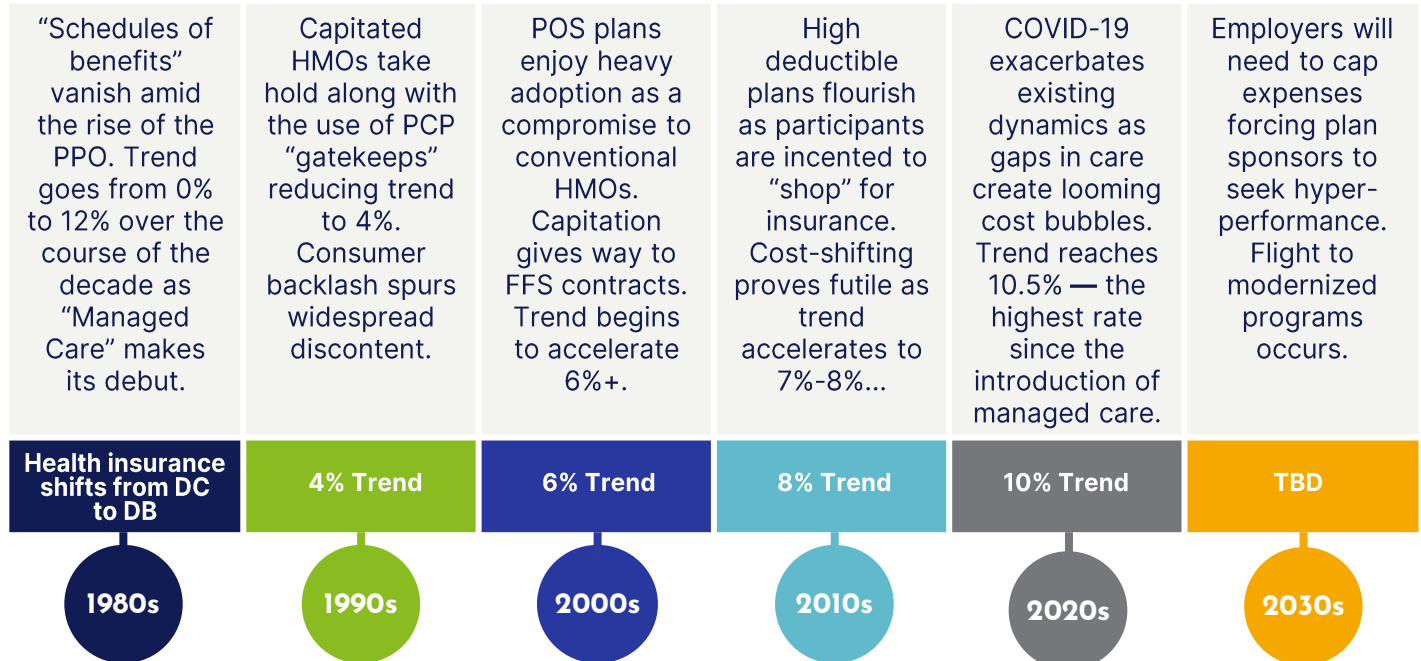 “Schedules of
benefits”
vanish amid
the rise of the
PPO. Trend
goes from 0%
to 12% over the
course of the
decade as
“Managed
Care” makes
its debut.
Health insurance
shifts from DC
to DB
1980s
Capitated
HMOs take
hold along with
the use of PCP
“gatekeeps”
reducing trend
to 4%.
Consumer
backlash spurs
widespread
discontent.
4% Trend
1990s
POS plans
enjoy heavy
adoption as a
compromise to
conventional
HMOs.
Capitation
gives way to
FFS contracts.
Trend begins
to accelerate
6%+.
6% Trend
2000s
High
deductible
plans flourish
as participants
are incented to
“shop” for
insurance.
Cost-shifting
proves futile as
trend
accelerates to
7%-8%...
8% Trend
2010s
COVID-19
exacerbates
existing
dynamics as
gaps in care
create looming
cost bubbles.
Trend reaches
10.5% — the
highest rate
since the
introduction of
managed care.
10% Trend
2020s
Employers will
need to cap
expenses
forcing plan
sponsors to
seek hyper-
performance.
Flight to
modernized
programs
occurs.
TBD
2030s